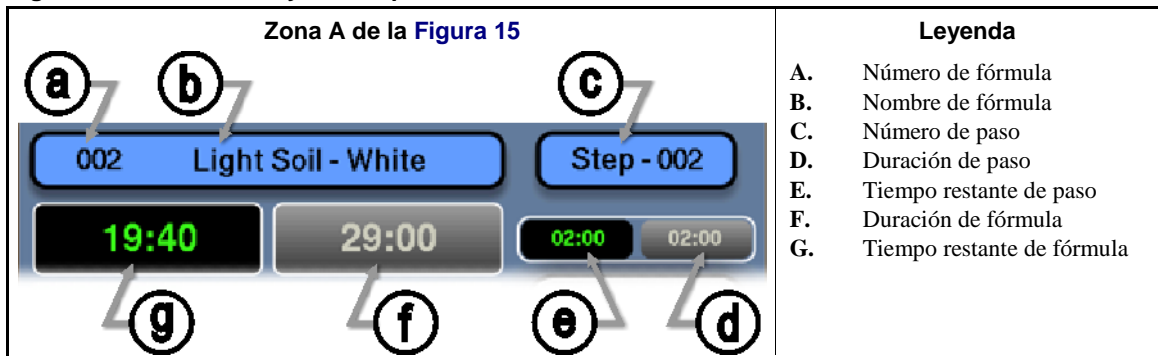 Zona A de la Figura 15
a b c
002 Light Soil - White Step - 002
19:40 29:00 02:00 02:00
g f e d
Leyenda
A. Número de fórmula
B. Nombre de fórmula
C. Número de paso
D. Duración de paso
E. Tiempo restante de paso
F. Duración de fórmula
G. Tiempo restante de fórmula